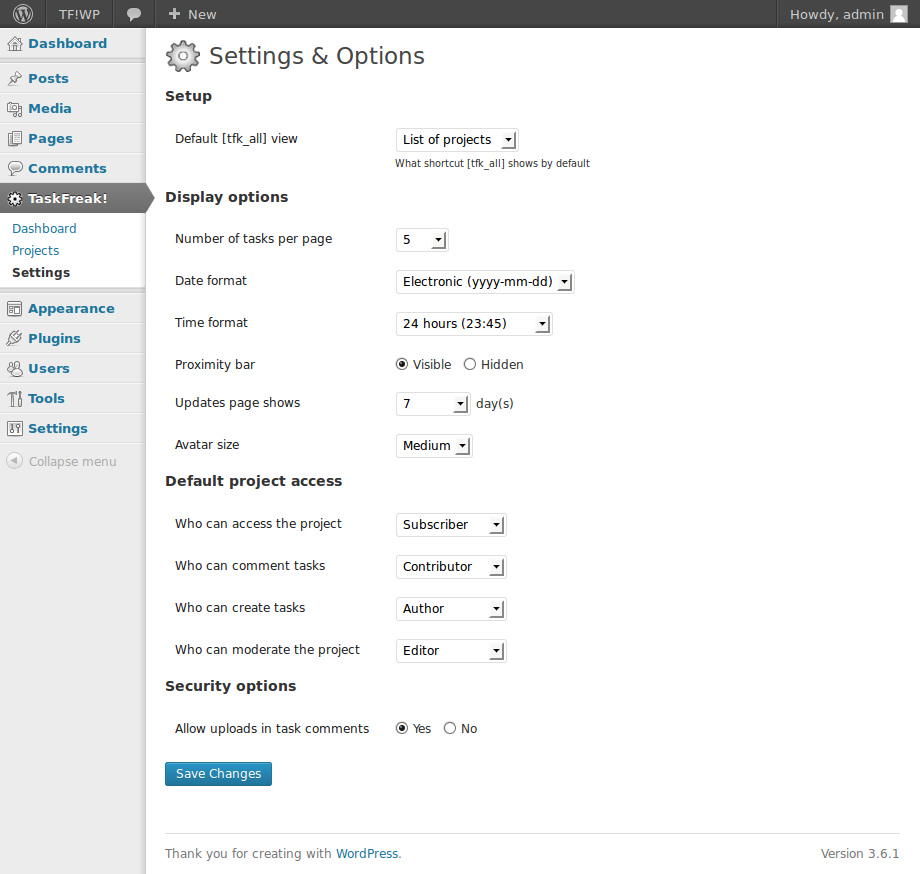 TF!WP
New
Howdy, admin
Dashboard
Posts
Media
Pages
Comments
TaskFreak!
Dashboard
Projects
Settings
Appearance
Plugins
Users
Tools
Settings
Collapse menu
Settings & Options
Setup
Default [tfk_all] view List of projects
What shortcut [tfk_all] shows by default
Display options
Number of tasks per page 5
Date format Electronic (yyyy-mm-dd)
Time format 24 hours (23:45)
Proximity bar Visible Hidden
Updates page shows 7 day(s)
Avatar size Medium
Default project access
Who can access the project Subscriber
Who can comment tasks Contributor
Who can create tasks Author
Who can moderate the project Editor
Security options
Allow uploads in task comments Yes No
Save Changes
Thank you for creating with WordPress. Version 3.6.1